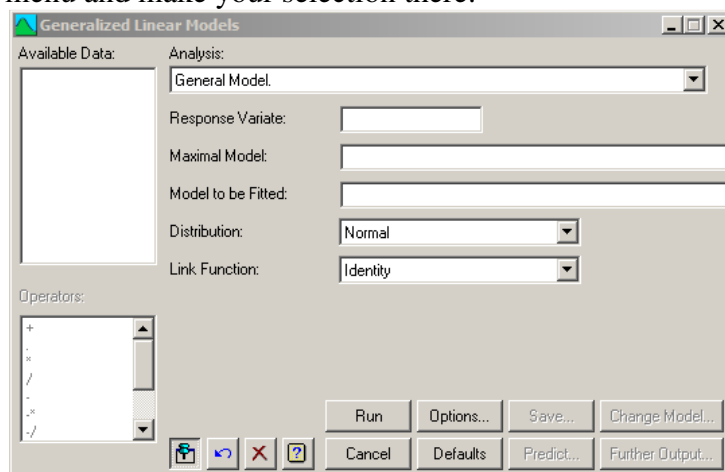 menu and make your selection there.
Generalized Linear Models
Available Data:
Analysis:
General Model.
Response Variate:
Maximal Model:
Model to be Fitted:
Distribution:
Normal
Link Function:
Identity
Operators:
+
.
*
/
-
-*
-/
Run
Options...
Save...
Change Model...
Cancel
Defaults
Predict...
Further Output...